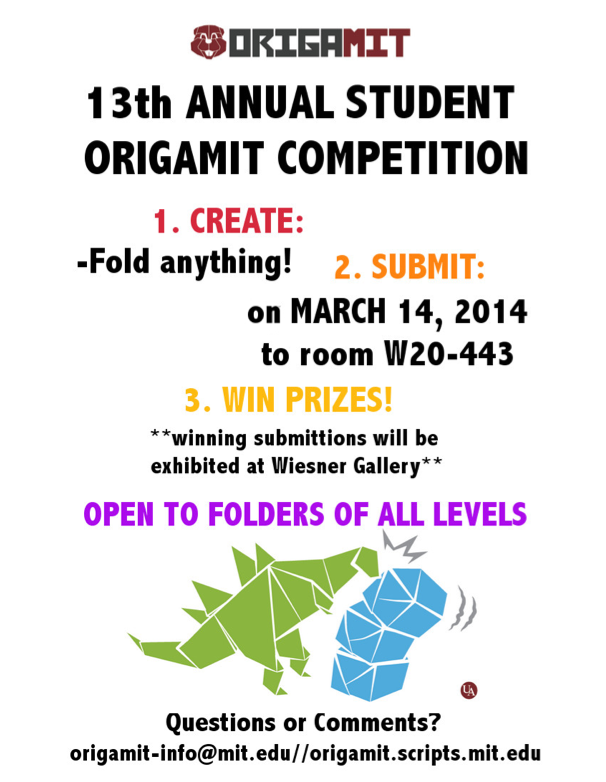 ORIGAMIT
13th ANNUAL STUDENT
ORIGAMIT COMPETITION
1. CREATE:
-Fold anything!
2. SUBMIT:
on MARCH 14, 2014
to room W20-443
3. WIN PRIZES!
**winning submittions will be
exhibited at Wiesner Gallery**
OPEN TO FOLDERS OF ALL LEVELS
UA
Questions or Comments?
origamit-info@mit.edu//origamit.scripts.mit.edu